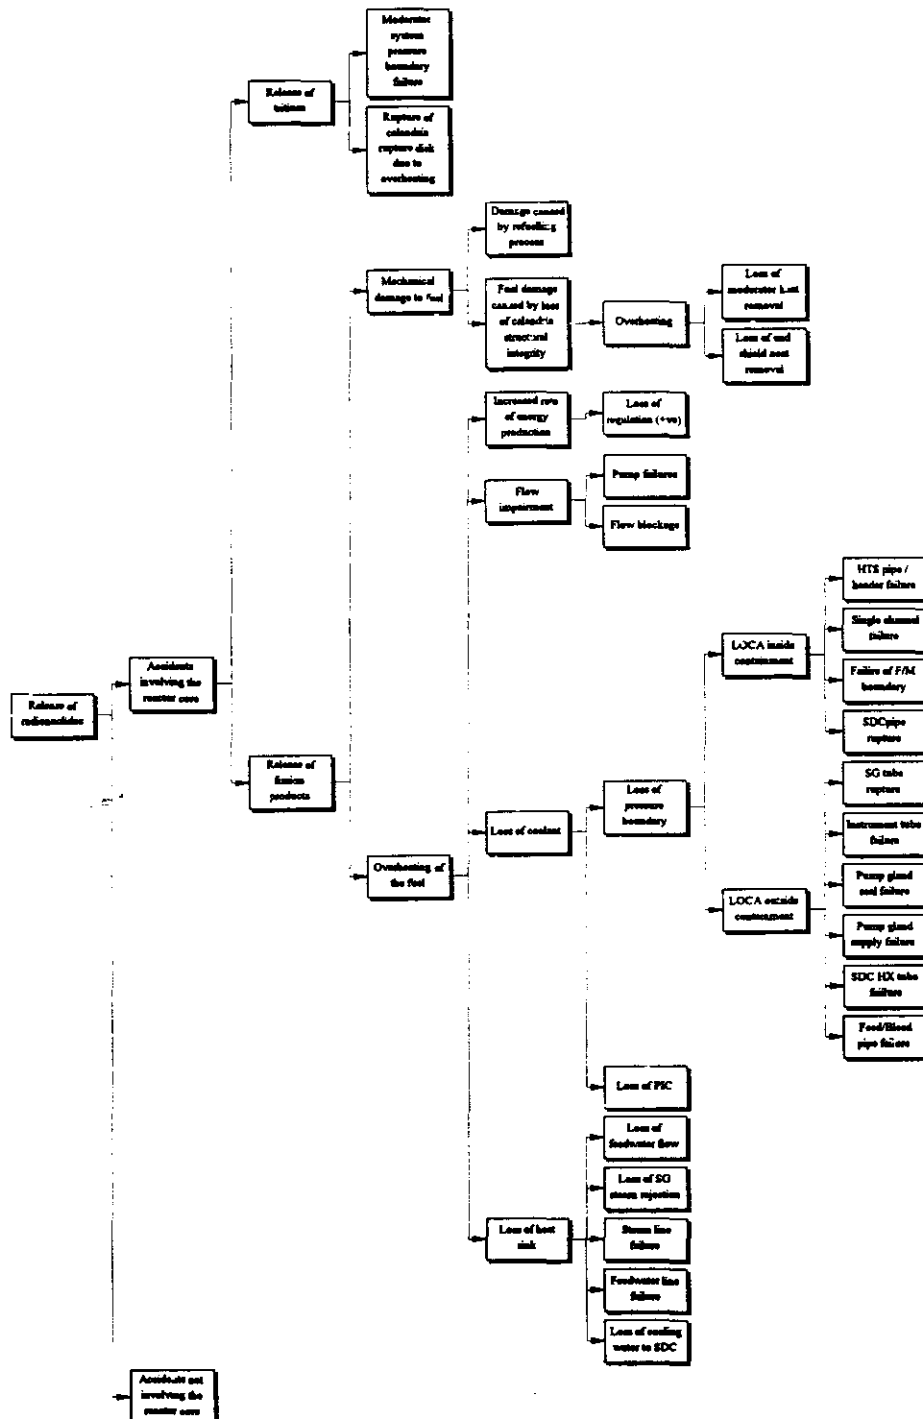 Moderator
system
pressure
boundary
failure
Release of
tritium
Rupture of
calandria
rupture disk
due to
overheating
Damage caused
by refuelling
process
Mechanical
damage to fuel
Fuel damage
caused by loss
of calandria
structural
integrity
Overheating
Loss of
moderator heat
removal
Loss of end
shield heat
removal
Increased rate
of energy
production
Loss of
regulation (+ve)
Flow
impairment
Pump failures
Flow blockage
Release of
radionuclides
Accidents
involving the
reactor core
Release of
fission
products
Overheating of
the fuel
Loss of coolant
Loss of
pressure
boundary
LOCA inside
containment
HTS pipe /
header failure
Single channel
failure
Failure of F/M
boundary
SDC pipe
rupture
LOCA outside
containment
SG tube
rupture
Instrument tube
failure
Pump gland
seal failure
Pump gland
supply failure
SDC HX tube
failure
Feed/Bleed
pipe failure
Loss of PIC
Loss of heat
sink
Loss of
feedwater flow
Loss of SG
steam rejection
Steam line
failure
Feedwater line
failure
Loss of cooling
water to SDC
Accidents not
involving the
reactor core